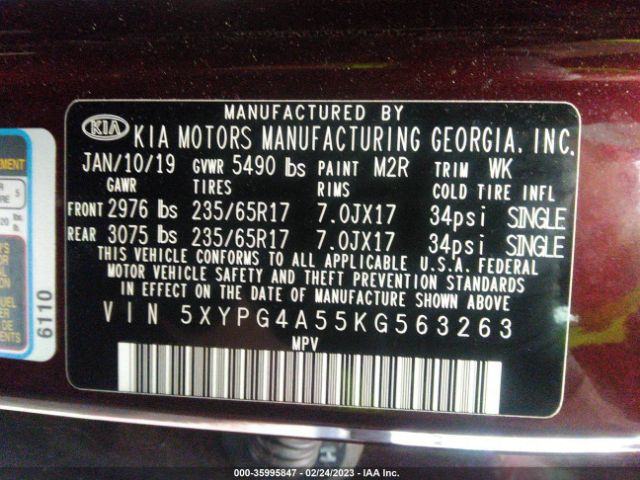 MANUFACTURED BY
KIA KIA MOTORS MANUFACTURING GEORGIA, INC.
JAN/10/19 GVWR 5490 lbs PAINT M2R TRIM WK
GAWR TIRES RIMS COLD TIRE INFL
FRONT 2976 lbs 235/65R17 7.0JX17 34psi SINGLE
REAR 3075 lbs 235/65R17 7.0JX17 34psi SINGLE
THIS VEHICLE CONFORMS TO ALL APPLICABLE U.S.A. FEDERAL
MOTOR VEHICLE SAFETY AND THEFT PREVENTION STANDARDS
IN EFFECT ON THE DATE OF MANUFACTURE SHOWN ABOVE.
VIN 5XYPG4A55KG563263
MPV
EMENT
5
6110
000-35995847 - 02/24/2023 - IAA Inc.